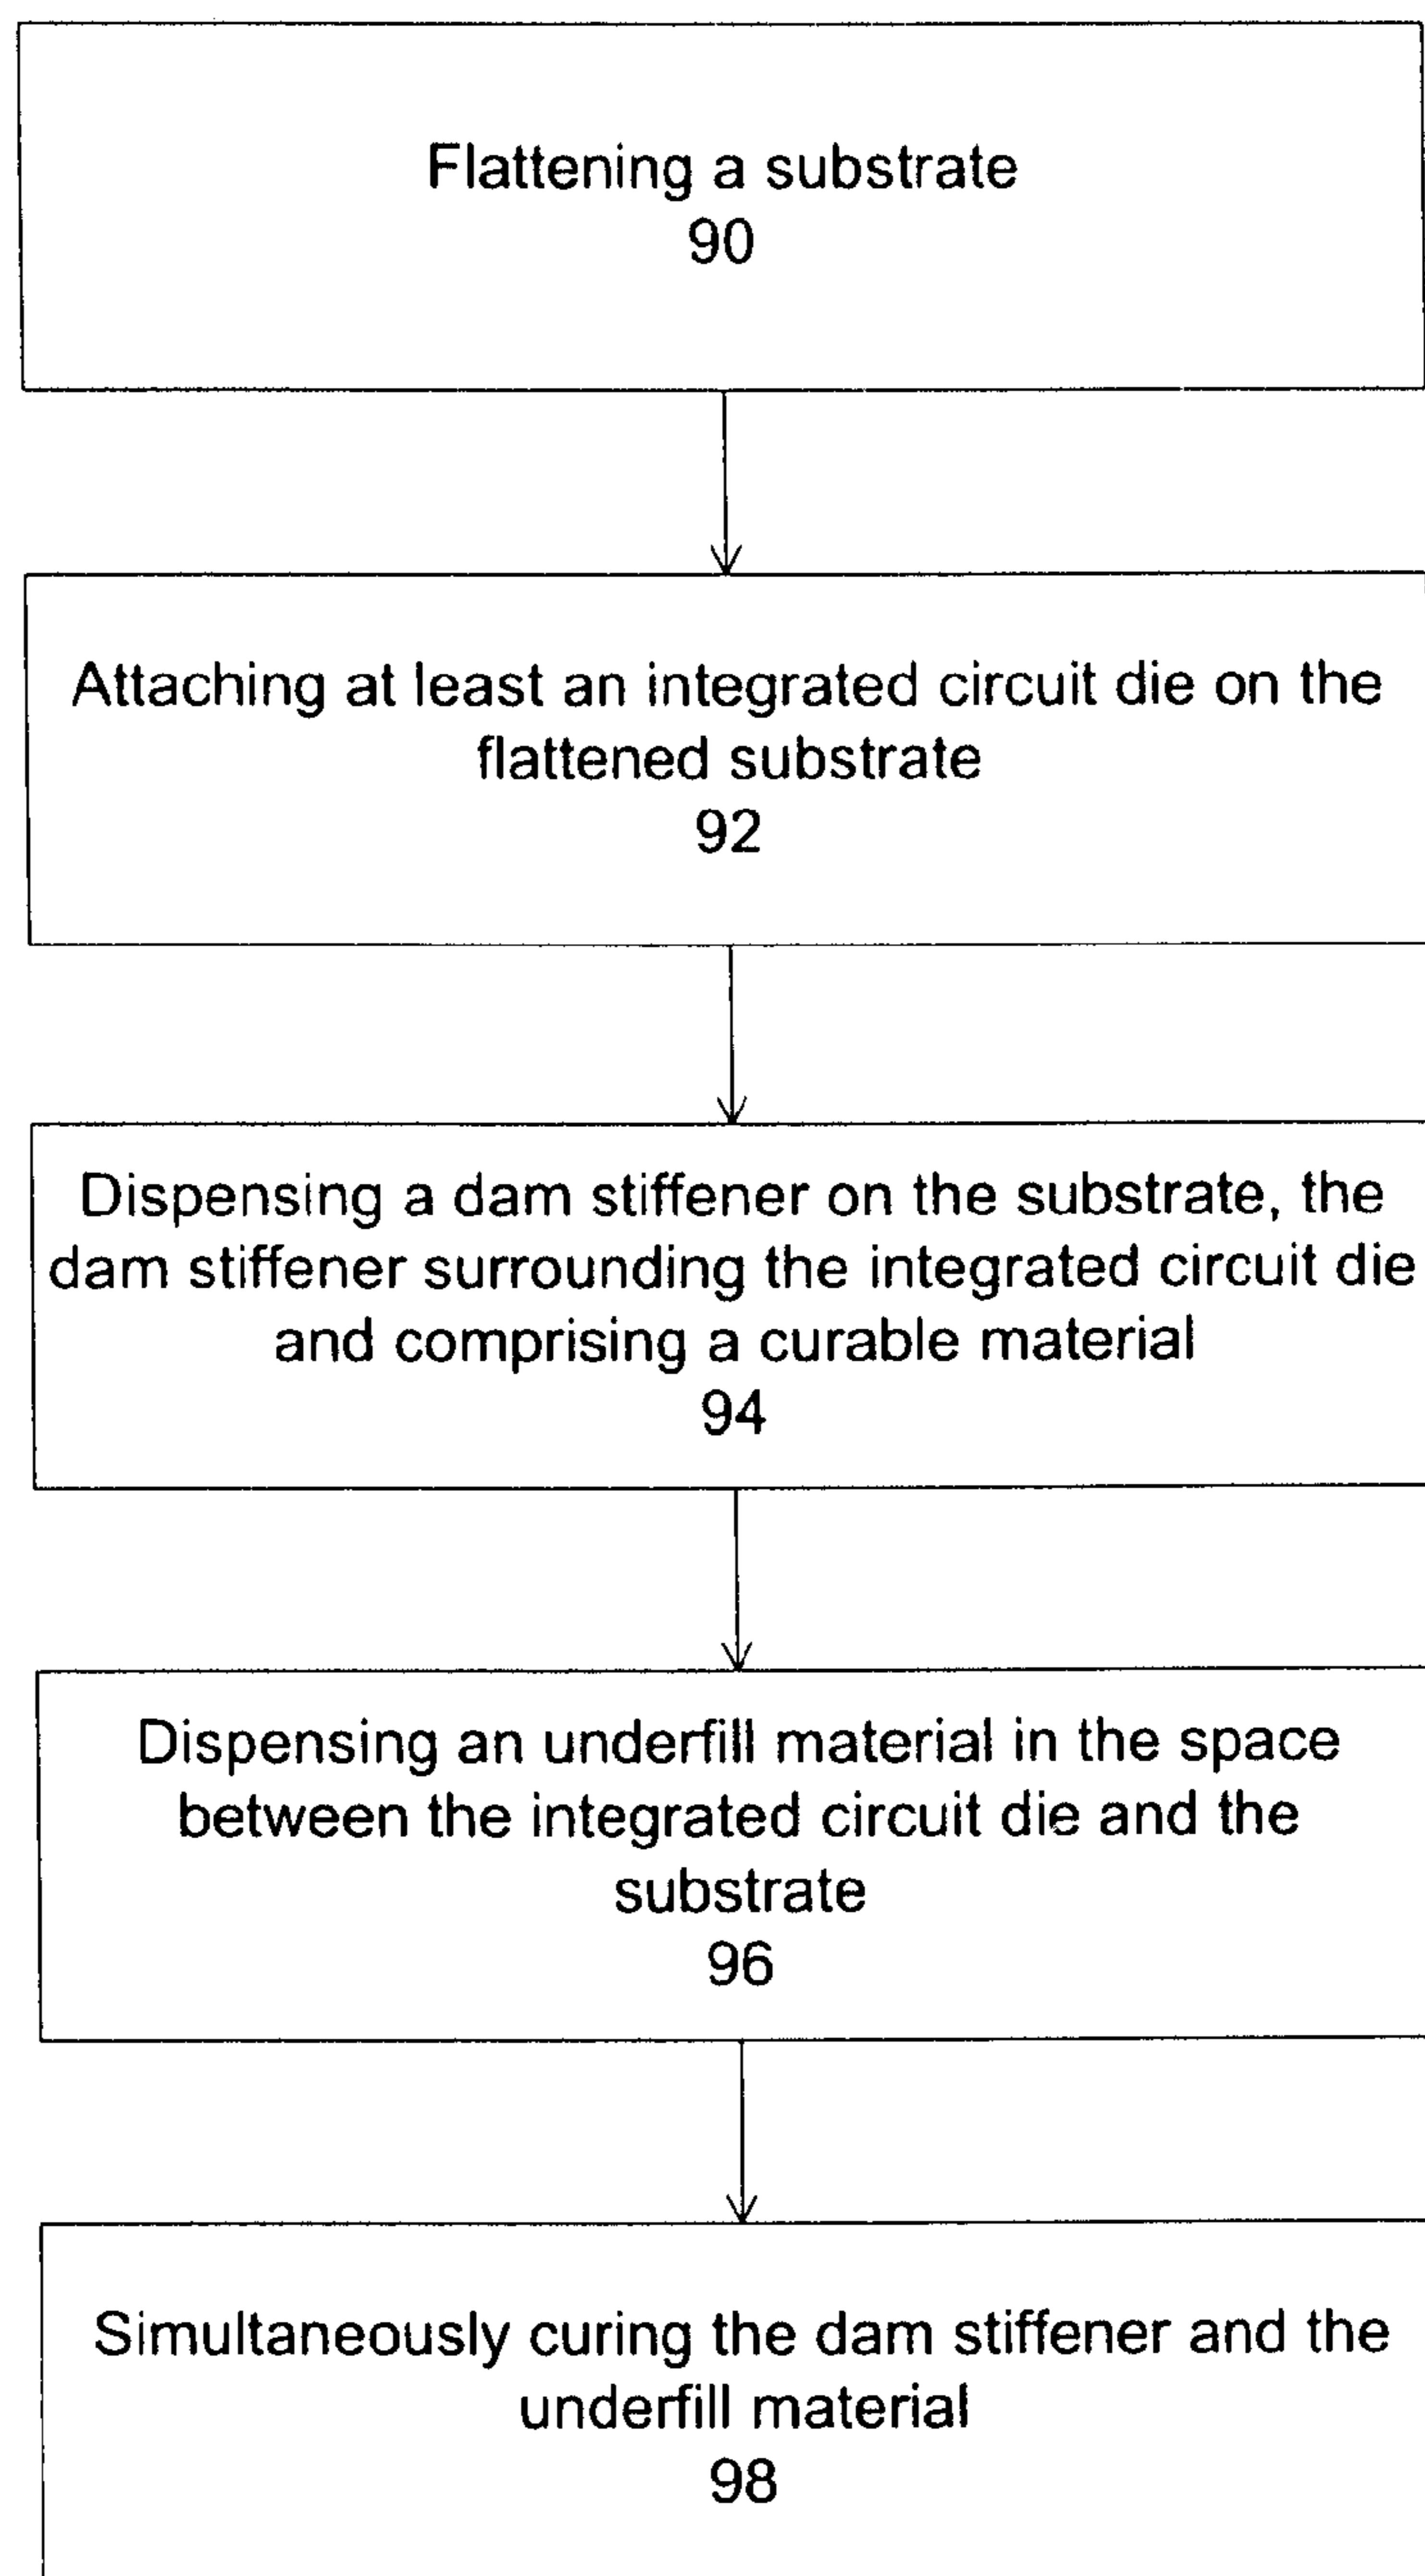 Flattening a substrate
90
Attaching at least an integrated circuit die on the
flattened substrate
92
Dispensing a dam stiffener on the substrate, the
dam stiffener surrounding the integrated circuit die
and comprising a curable material
94
Dispensing an underfill material in the space
between the integrated circuit die and the
substrate
96
Simultaneously curing the dam stiffener and the
underfill material
98